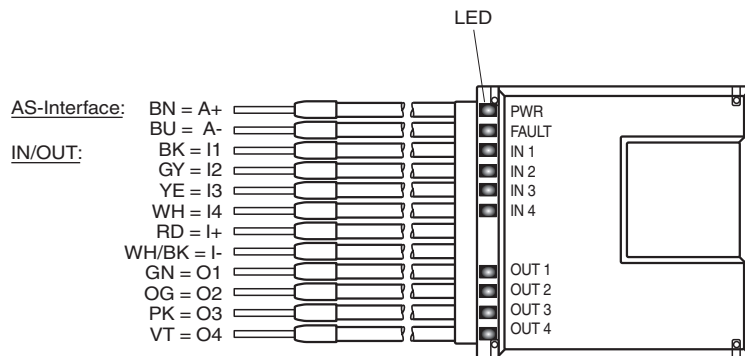 LED
AS-Interface: BN = A+
BU = A-
IN/OUT: BK = I1
GY = I2
YE = I3
WH = I4
RD = I+
WH/BK = I-
GN = O1
OG = O2
PK = O3
VT = O4
PWR
FAULT
IN 1
IN 2
IN 3
IN 4
OUT 1
OUT 2
OUT 3
OUT 4